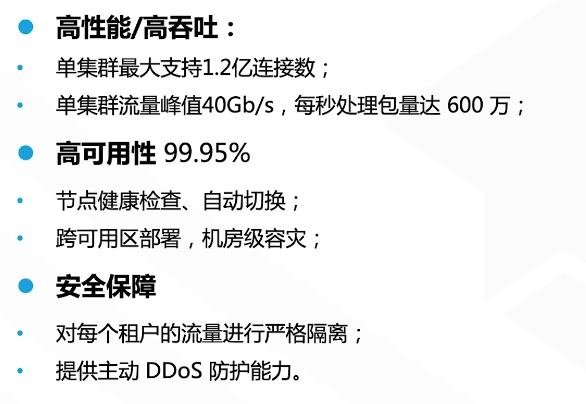 高性能/高吞吐：
单集群最大支持1.2亿连接数；
单集群流量峰值40Gb/s，每秒处理包量达 600 万；
高可用性 99.95%
节点健康检查、自动切换；
跨可用区部署，机房级容灾；
安全保障
对每个租户的流量进行严格隔离；
提供主动 DDoS 防护能力。